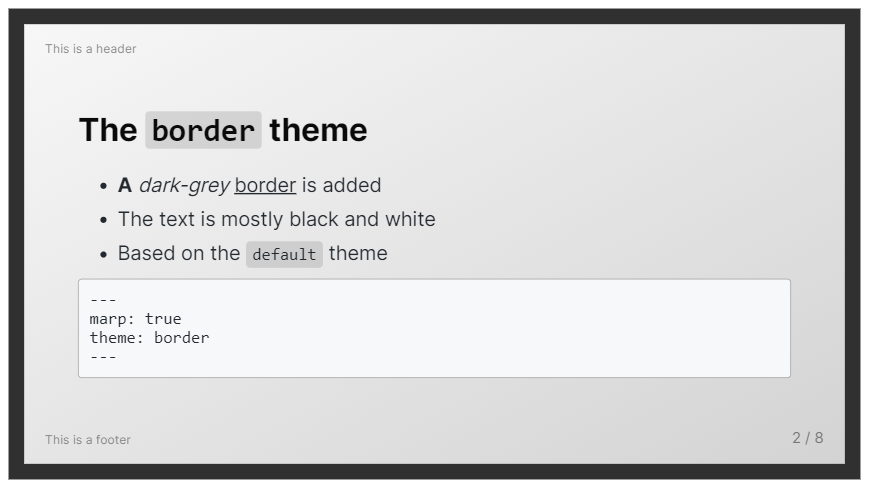 This is a header
The border theme
• A dark-grey border is added
• The text is mostly black and white
• Based on the default theme
---
marp: true
theme: border
---
This is a footer
2 / 8